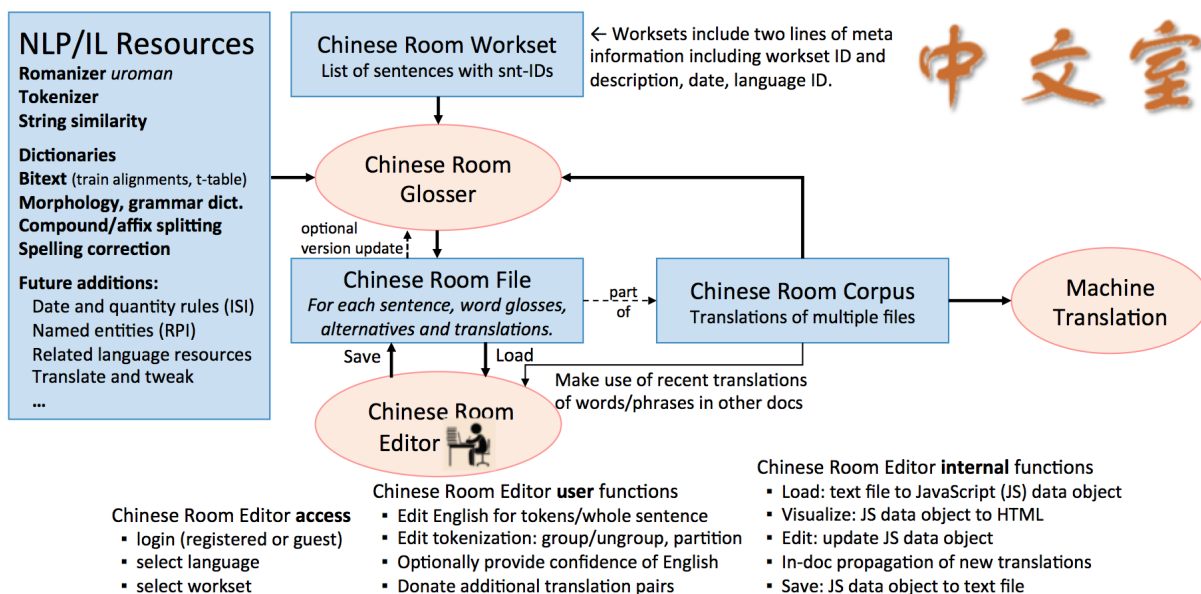 NLP/IL Resources
Romanizer uroman
Tokenizer
String similarity
Dictionaries
Bitext (train alignments, t-table)
Morphology, grammar dict.
Compound/affix splitting
Spelling correction
Future additions:
Date and quantity rules (ISI)
Named entities (RPI)
Related language resources
Translate and tweak
...
Chinese Room Workset
List of sentences with snt-IDs
← Worksets include two lines of meta
information including workset ID and
description, date, language ID.
中文室
Chinese Room
Glosser
optional
version update
Chinese Room File
For each sentence, word glosses,
alternatives and translations.
part
of
Chinese Room Corpus
Translations of multiple files
Machine
Translation
Save
Load
Make use of recent translations
of words/phrases in other docs
Chinese Room
Editor
Chinese Room Editor access
▪ login (registered or guest)
▪ select language
▪ select workset
Chinese Room Editor user functions
▪ Edit English for tokens/whole sentence
▪ Edit tokenization: group/ungroup, partition
▪ Optionally provide confidence of English
▪ Donate additional translation pairs
Chinese Room Editor internal functions
▪ Load: text file to JavaScript (JS) data object
▪ Visualize: JS data object to HTML
▪ Edit: update JS data object
▪ In-doc propagation of new translations
▪ Save: JS data object to text file